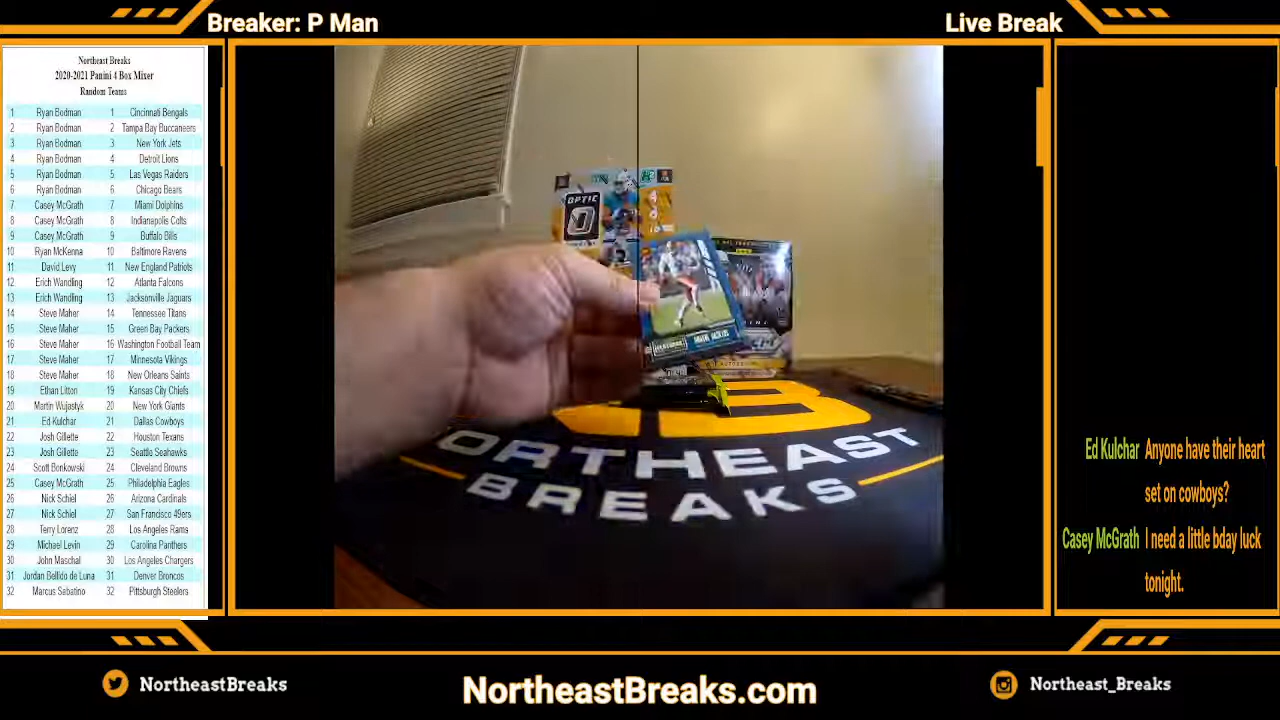 Breaker: P Man
Live Break
Northeast Breaks
2020-2021 Panini 4 Box Mixer
Random Teams
1 Ryan Bodman 1 Cincinnati Bengals
2 Ryan Bodman 2 Tampa Bay Buccaneers
3 Ryan Bodman 3 New York Jets
4 Ryan Bodman 4 Detroit Lions
5 Ryan Bodman 5 Las Vegas Raiders
6 Ryan Bodman 6 Chicago Bears
7 Casey McGrath 7 Miami Dolphins
8 Casey McGrath 8 Indianapolis Colts
9 Casey McGrath 9 Buffalo Bills
10 Ryan McKenna 10 Baltimore Ravens
11 David Levy 11 New England Patriots
12 Erich Wandling 12 Atlanta Falcons
13 Erich Wandling 13 Jacksonville Jaguars
14 Steve Maher 14 Tennessee Titans
15 Steve Maher 15 Green Bay Packers
16 Steve Maher 16 Washington Football Team
17 Steve Maher 17 Minnesota Vikings
18 Steve Maher 18 New Orleans Saints
19 Ethan Litton 19 Kansas City Chiefs
20 Martin Wujastyk 20 New York Giants
21 Ed Kulchar 21 Dallas Cowboys
22 Josh Gillette 22 Houston Texans
23 Josh Gillette 23 Seattle Seahawks
24 Scott Bonkowski 24 Cleveland Browns
25 Casey McGrath 25 Philadelphia Eagles
26 Nick Schiel 26 Arizona Cardinals
27 Nick Schiel 27 San Francisco 49ers
28 Terry Lorenz 28 Los Angeles Rams
29 Michael Levin 29 Carolina Panthers
30 John Maschal 30 Los Angeles Chargers
31 Jordan Bellido de Luna 31 Denver Broncos
32 Marcus Sabatino 32 Pittsburgh Steelers
OPTIC
ORTHEAST
BREAKS
Ed Kulchar Anyone have their heart
set on cowboys?
Casey McGrath I need a little bday luck
tonight.
NortheastBreaks
NortheastBreaks.com
Northeast_Breaks